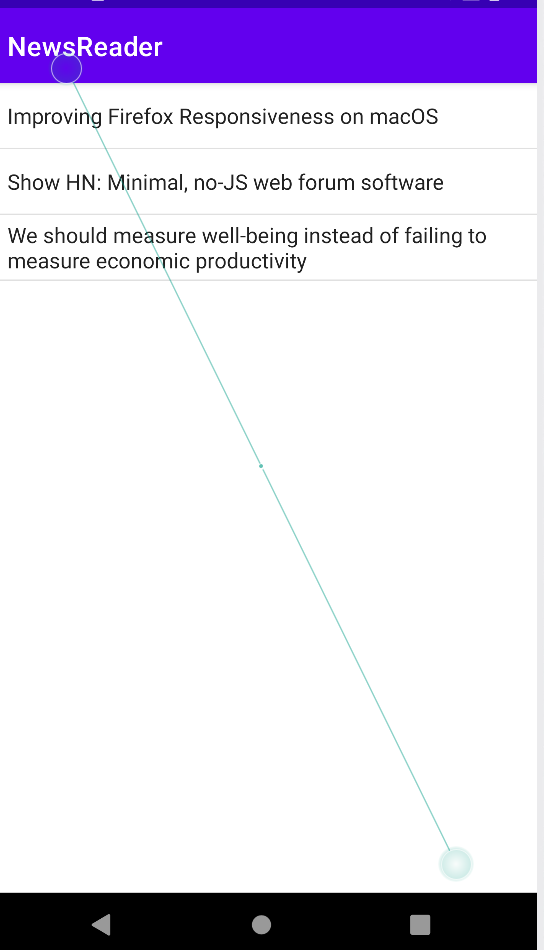 NewsReader
Improving Firefox Responsiveness on macOS
Show HN: Minimal, no-JS web forum software
We should measure well-being instead of failing to
measure economic productivity